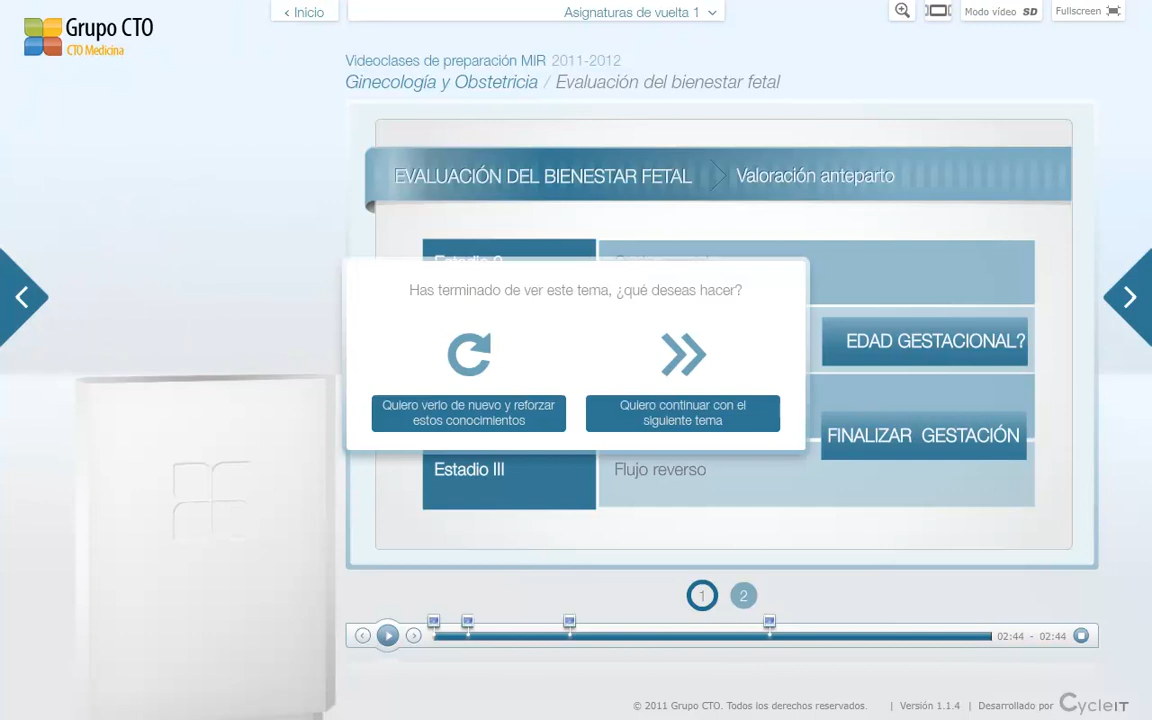 Grupo CTO
CTO Medicina
‹ Inicio
Asignaturas de vuelta 1
Modo vídeo SD
Fullscreen
Videoclases de preparación MIR 2011-2012
Ginecología y Obstetricia / Evaluación del bienestar fetal
EVALUACIÓN DEL BIENESTAR FETAL
Valoración anteparto
Has terminado de ver este tema, ¿qué deseas hacer?
EDAD GESTACIONAL?
Quiero verlo de nuevo y reforzar
estos conocimientos
Quiero continuar con el
siguiente tema
FINALIZAR GESTACIÓN
Estadio III
Flujo reverso
1
2
02:44 - 02:44
© 2011 Grupo CTO. Todos los derechos reservados. | Versión 1.1.4 | Desarrollado por CycleIT